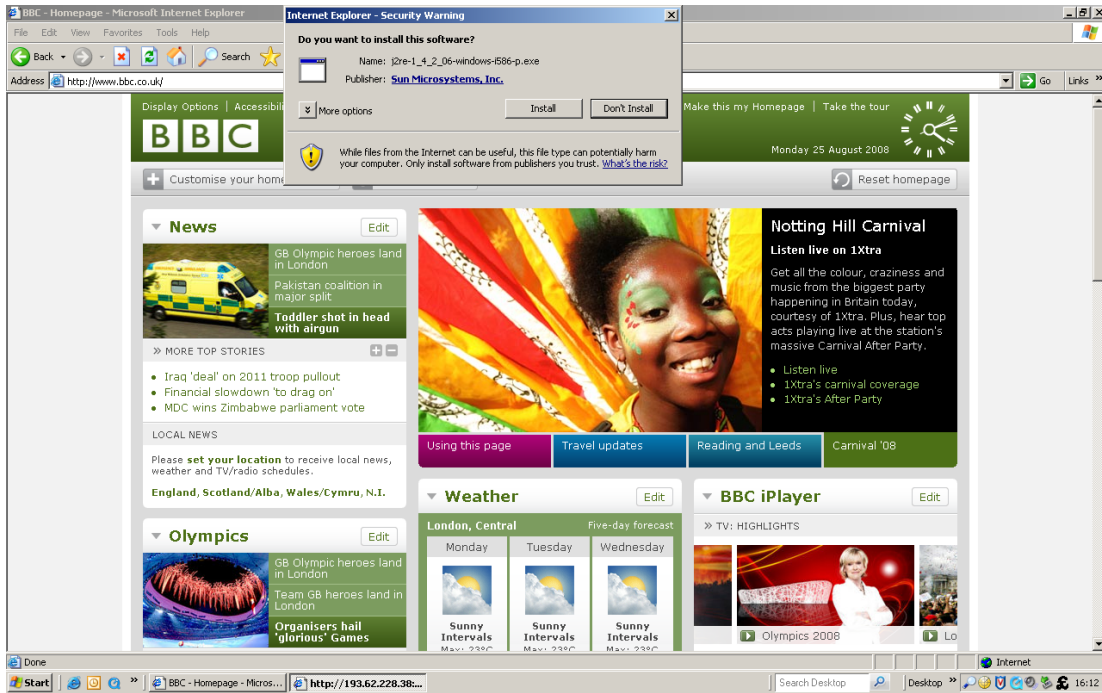 BBC - Homepage - Microsoft Internet Explorer
File Edit View Favorites Tools Help
Back Search
Address http://www.bbc.co.uk/ Go Links »
Internet Explorer - Security Warning
Do you want to install this software?
Name: j2re-1_4_2_06-windows-i586-p.exe
Publisher: Sun Microsystems, Inc.
More options Install Don't Install
While files from the Internet can be useful, this file type can potentially harm
your computer. Only install software from publishers you trust. What's the risk?
Display Options | Accessibili
Make this my Homepage | Take the tour
BBC
Monday 25 August 2008
Customise your home
Reset homepage
News Edit
GB Olympic heroes land
in London
Pakistan coalition in
major split
Toddler shot in head
with airgun
» MORE TOP STORIES
• Iraq 'deal' on 2011 troop pullout
• Financial slowdown 'to drag on'
• MDC wins Zimbabwe parliament vote
LOCAL NEWS
Please set your location to receive local news,
weather and TV/radio schedules.
England, Scotland/Alba, Wales/Cymru, N.I.
Notting Hill Carnival
Listen live on 1Xtra
Get all the colour, craziness and
music from the biggest party
happening in Britain today,
courtesy of 1Xtra. Plus, hear top
acts playing live at the station's
massive Carnival After Party.
• Listen live
• 1Xtra's carnival coverage
• 1Xtra's After Party
Using this page Travel updates Reading and Leeds Carnival '08
Olympics Edit
GB Olympic heroes land
in London
Team GB heroes land in
London
Organisers hail
'glorious' Games
Weather Edit
London, Central Five-day forecast
Monday Tuesday Wednesday
Sunny Sunny Sunny
Intervals Intervals Intervals
Max: 23°C Max: 23°C Max: 23°C
BBC iPlayer Edit
» TV: HIGHLIGHTS
Olympics 2008 Lo
Done Internet
Start » BBC - Homepage - Micros... http://193.62.228.38:... Search Desktop Desktop » 16:12